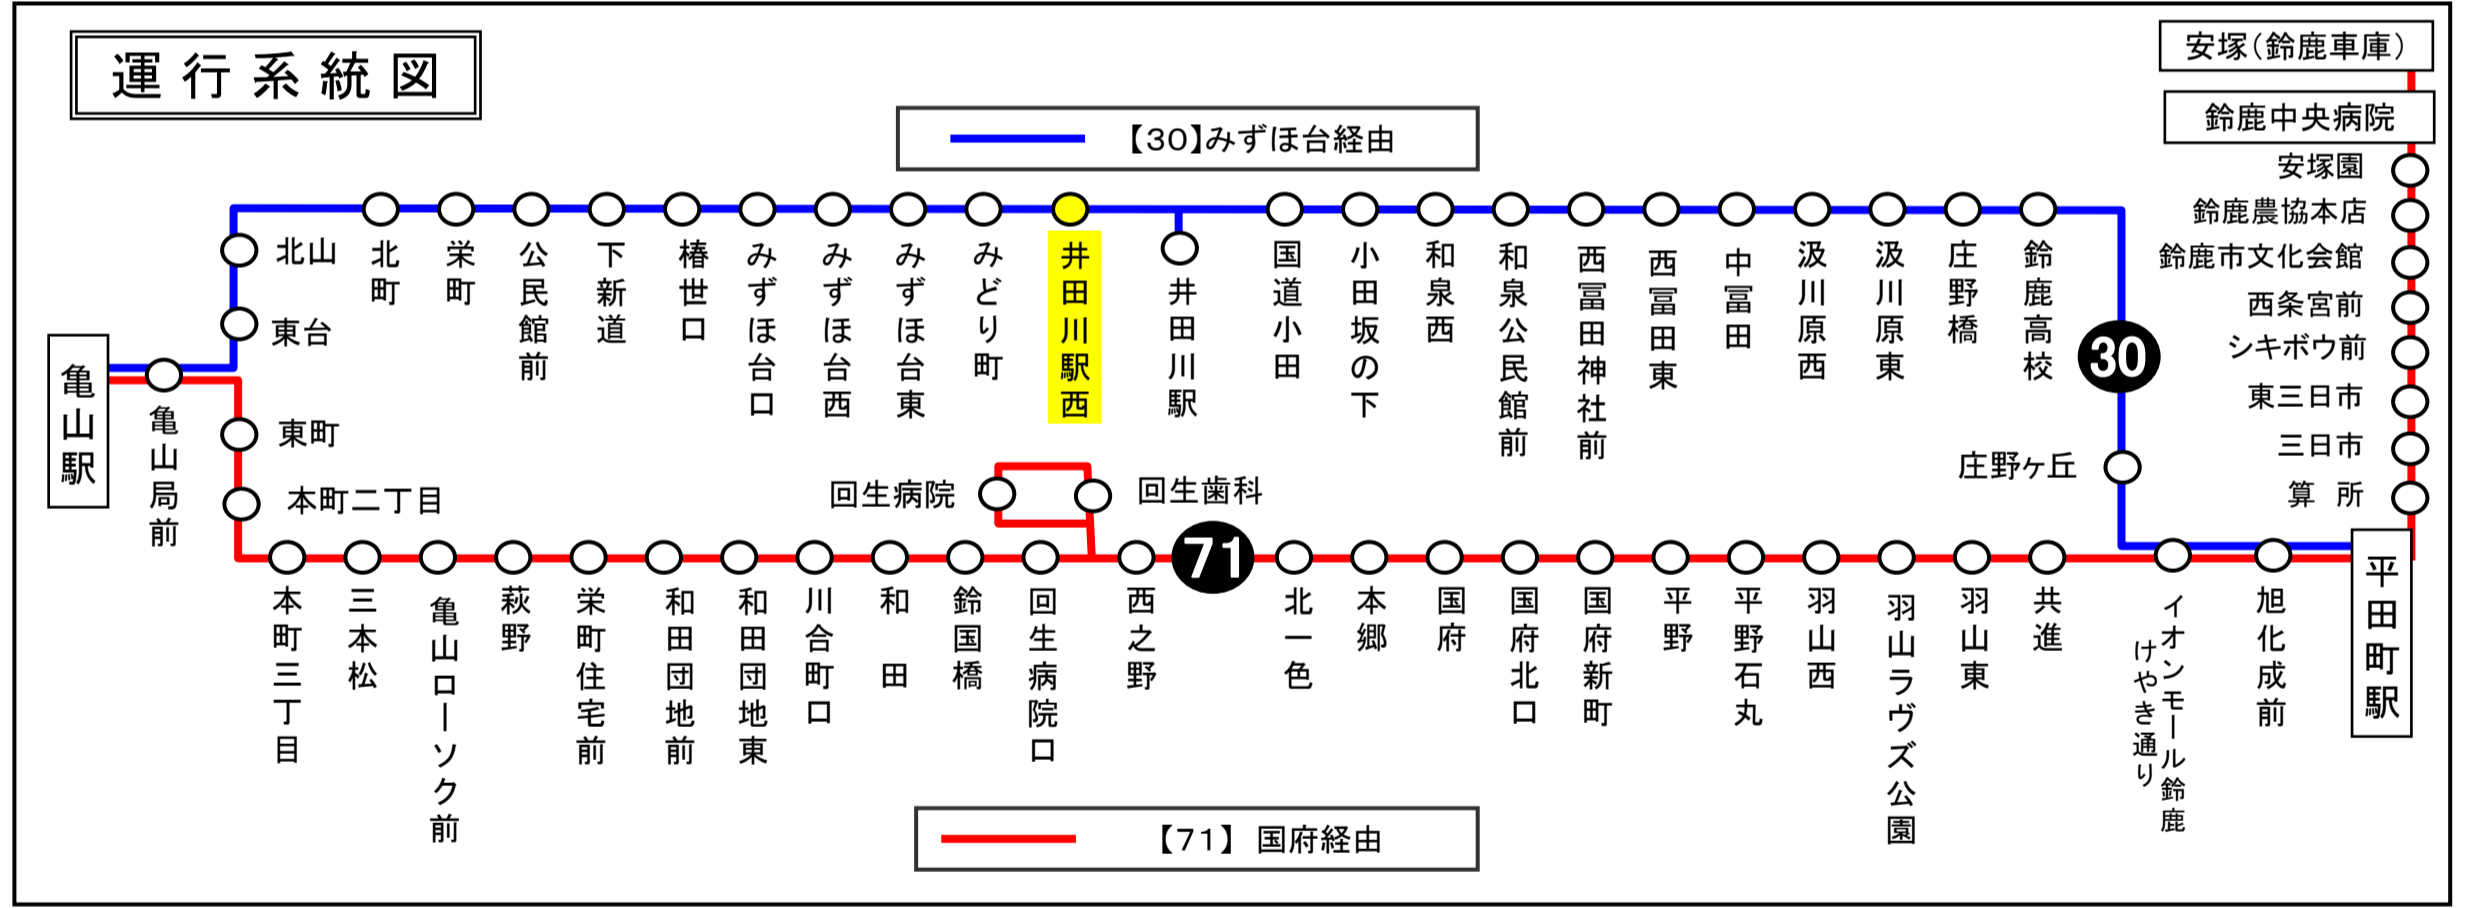 運行系統図
安塚（鈴鹿車庫）
鈴鹿中央病院
【30】みずほ台経由
安塚園
鈴鹿農協本店
鈴鹿市文化会館
西条宮前
シキボウ前
東三日市
三日市
算 所
北山
東台
北町
栄町
公民館前
下新道
椿世口
みずほ台口
みずほ台西
みずほ台東
みどり町
井田川駅西
井田川駅
国道小田
小田坂の下
和泉西
和泉公民館前
西冨田神社前
西冨田東
中冨田
汲川原西
汲川原東
庄野橋
鈴鹿高校
30
庄野ヶ丘
亀山駅
亀山局前
東町
本町二丁目
回生病院
回生歯科
71
本町三丁目
三本松
亀山ローソク前
萩野
栄町住宅前
和田団地前
和田団地東
川合町口
和 田
鈴国橋
回生病院口
西之野
北一色
本郷
国府
国府北口
国府新町
平野
平野石丸
羽山西
羽山ラヴズ公園
羽山東
共進
イオンモール鈴鹿
けやき通り
旭化成前
平田町駅
【71】 国府経由